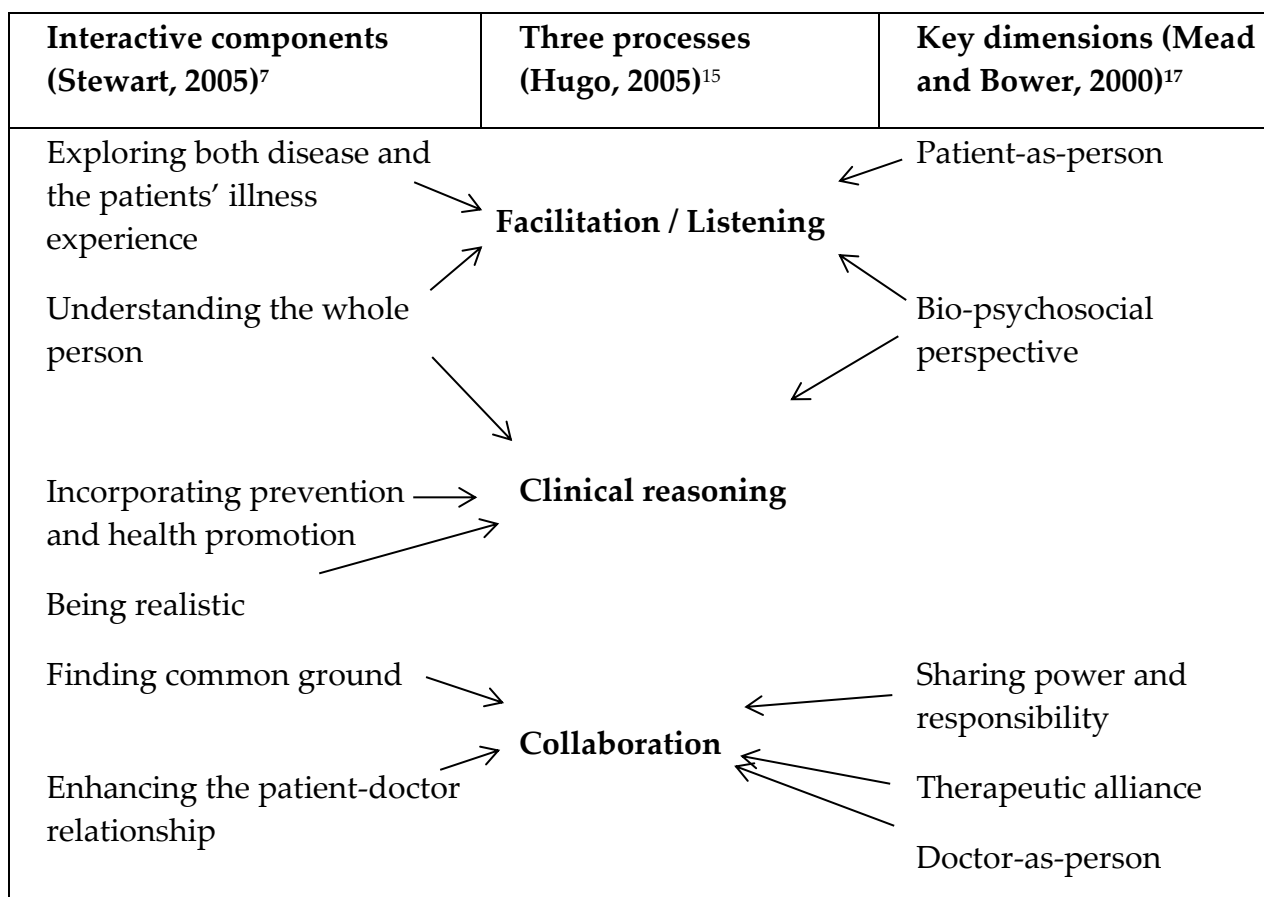 Interactive components
(Stewart, 2005)⁷
Three processes
(Hugo, 2005)¹⁵
Key dimensions (Mead
and Bower, 2000)¹⁷
Exploring both disease and
the patients’ illness
experience
Understanding the whole
person
Incorporating prevention
and health promotion
Being realistic
Finding common ground
Enhancing the patient-doctor
relationship
Facilitation / Listening
Clinical reasoning
Collaboration
Patient-as-person
Bio-psychosocial
perspective
Sharing power and
responsibility
Therapeutic alliance
Doctor-as-person